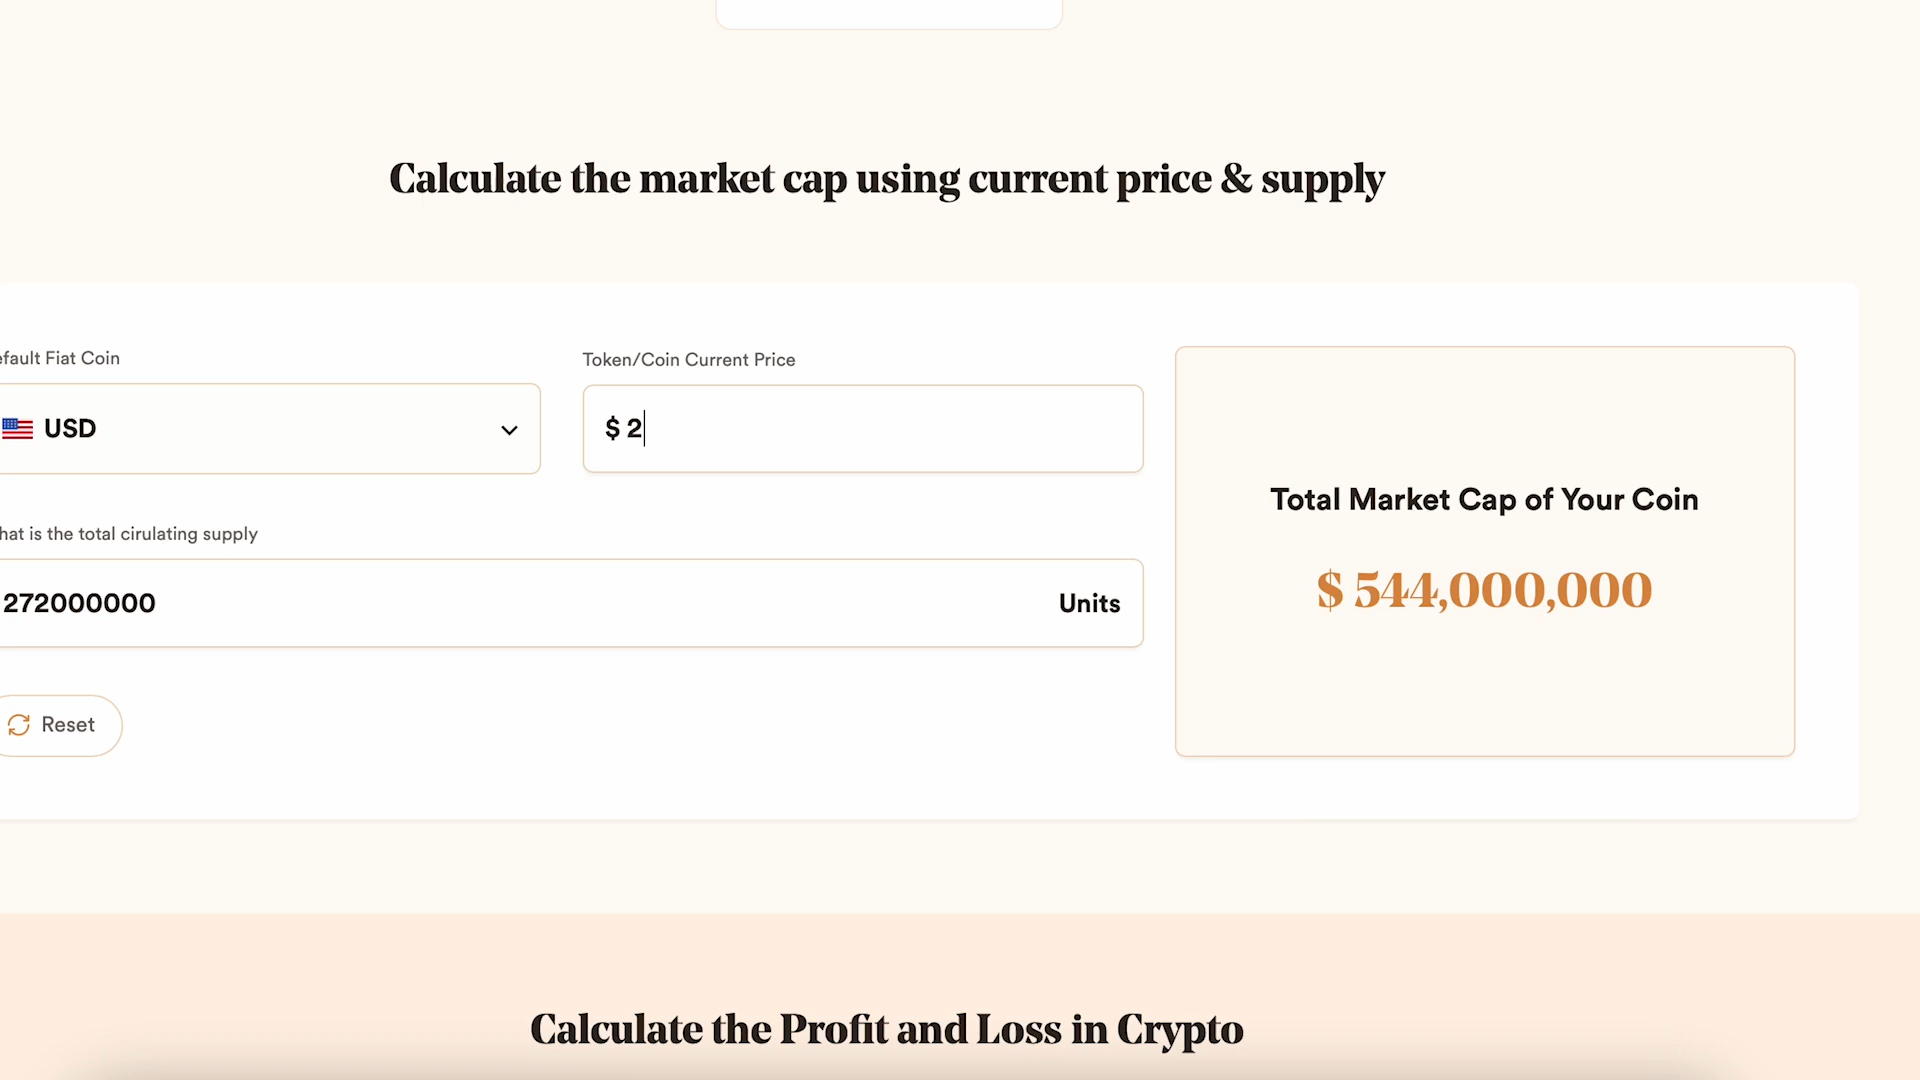 Calculate the market cap using current price & supply
efault Fiat Coin
Token/Coin Current Price
USD
$ 2
Total Market Cap of Your Coin
$ 544,000,000
hat is the total cirulating supply
272000000
Units
Reset
Calculate the Profit and Loss in Crypto